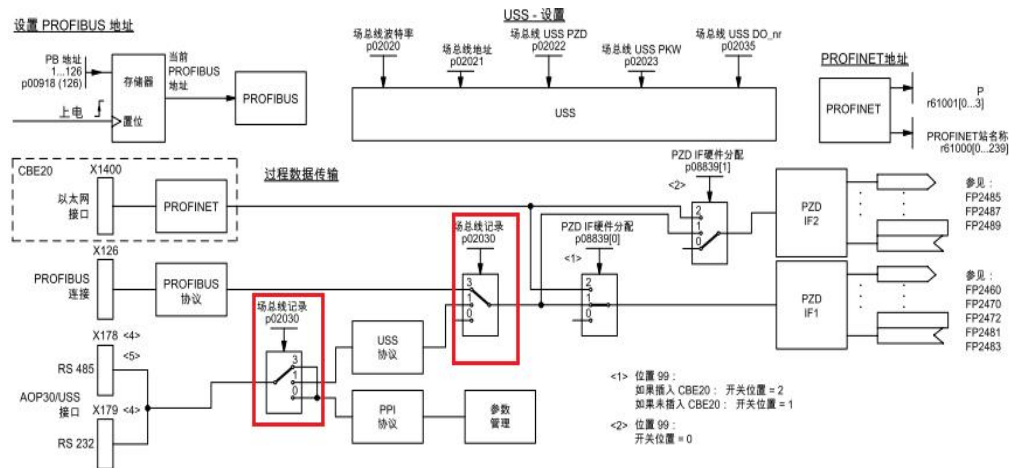 设置 PROFIBUS 地址
PB 地址
1...126
p00918 (126)
上电
存储器
置位
当前
PROFIBUS
地址
PROFIBUS
USS - 设置
场总线波特率
p02020
场总线地址
p02021
场总线 USS PZD
p02022
场总线 USS PKW
p02023
场总线 USS DO_nr
p02035
USS
PROFINET地址
PROFINET
P
r61001[0...3]
PROFINET站名称
r61000[0...239]
过程数据传输
CBE20
X1400
以太网
接口
PROFINET
X126
PROFIBUS
连接
PROFIBUS
协议
X178 <4>
<5>
RS 485
AOP30/USS
接口
X179 <4>
RS 232
场总线记录
p02030
3
1
0
USS
协议
PPI
协议
参数
管理
场总线记录
p02030
3
1
0
PZD IF硬件分配
p08839[0]
<1>
2
1
0
PZD IF硬件分配
p08839[1]
<2>
2
1
0
PZD
IF2
参见：
FP2485
FP2487
FP2489
PZD
IF1
参见：
FP2460
FP2470
FP2472
FP2481
FP2483
<1> 位置 99：
如果插入 CBE20： 开关位置 = 2
如果未插入 CBE20： 开关位置 = 1
<2> 位置 99：
开关位置 = 0